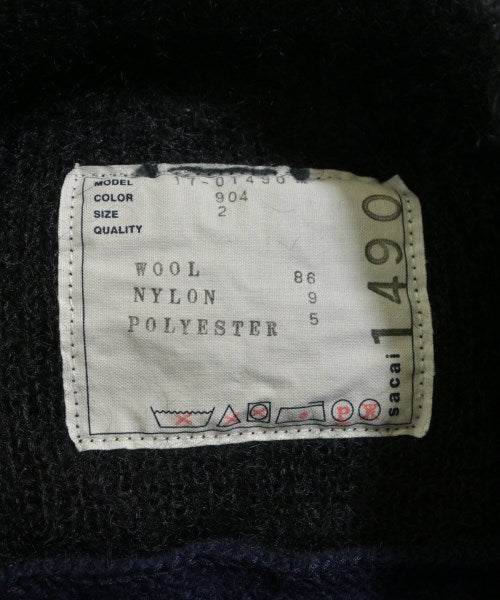 MODEL 17-01490
COLOR 904
SIZE 2
QUALITY
WOOL 86
NYLON 9
POLYESTER 5
P
sacai 1490